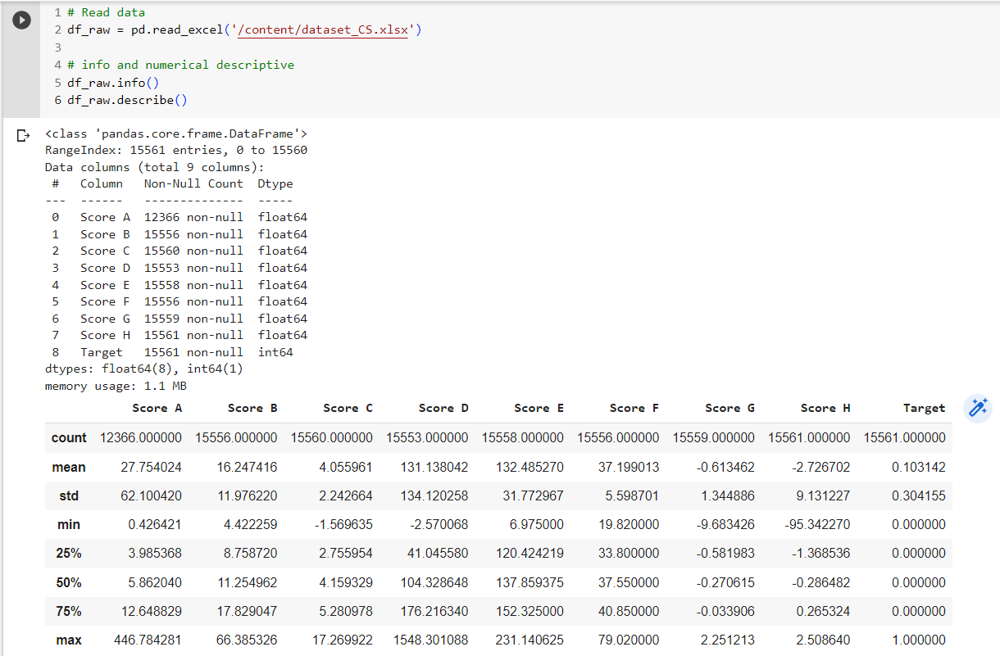 1 # Read data
2 df_raw = pd.read_excel('/content/dataset_CS.xlsx')
3
4 # info and numerical descriptive
5 df_raw.info()
6 df_raw.describe()
<class 'pandas.core.frame.DataFrame'>
RangeIndex: 15561 entries, 0 to 15560
Data columns (total 9 columns):
# Column Non-Null Count Dtype
--- ------ -------------- -----
0 Score A 12366 non-null float64
1 Score B 15556 non-null float64
2 Score C 15560 non-null float64
3 Score D 15553 non-null float64
4 Score E 15558 non-null float64
5 Score F 15556 non-null float64
6 Score G 15559 non-null float64
7 Score H 15561 non-null float64
8 Target 15561 non-null int64
dtypes: float64(8), int64(1)
memory usage: 1.1 MB
Score A Score B Score C Score D Score E Score F Score G Score H Target
count 12366.000000 15556.000000 15560.000000 15553.000000 15558.000000 15556.000000 15559.000000 15561.000000 15561.000000
mean 27.754024 16.247416 4.055961 131.138042 132.485270 37.199013 -0.613462 -2.726702 0.103142
std 62.100420 11.976220 2.242664 134.120258 31.772967 5.598701 1.344886 9.131227 0.304155
min 0.426421 4.422259 -1.569635 -2.570068 6.975000 19.820000 -9.683426 -95.342270 0.000000
25% 3.985368 8.758720 2.755954 41.045580 120.424219 33.800000 -0.581983 -1.368536 0.000000
50% 5.862040 11.254962 4.159329 104.328648 137.859375 37.550000 -0.270615 -0.286482 0.000000
75% 12.648829 17.829047 5.280978 176.216340 152.325000 40.850000 -0.033906 0.265324 0.000000
max 446.784281 66.385326 17.269922 1548.301088 231.140625 79.020000 2.251213 2.508640 1.000000